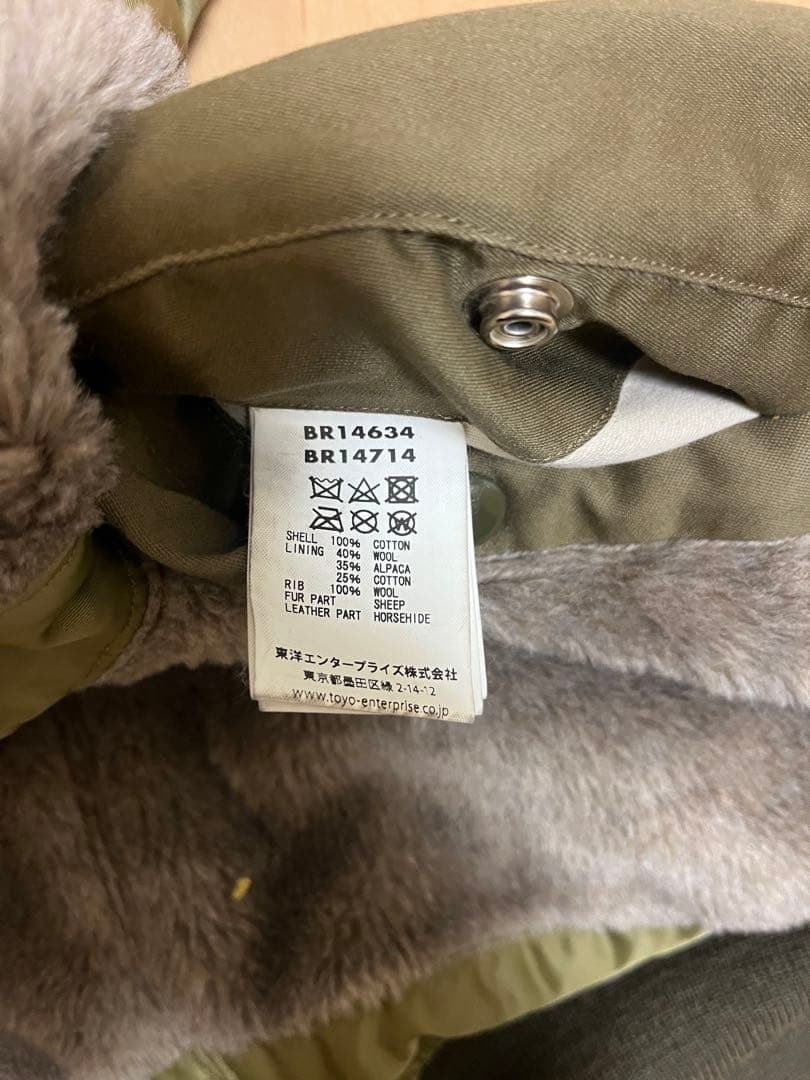 BR14634
BR14714
SHELL 100% COTTON
LINING 40% WOOL
35% ALPACA
25% COTTON
RIB 100% WOOL
FUR PART SHEEP
LEATHER PART HORSEHIDE
東洋エンタープライズ株式会社
東京都墨田区緑 2-14-12
www.toyo-enterprise.co.jp